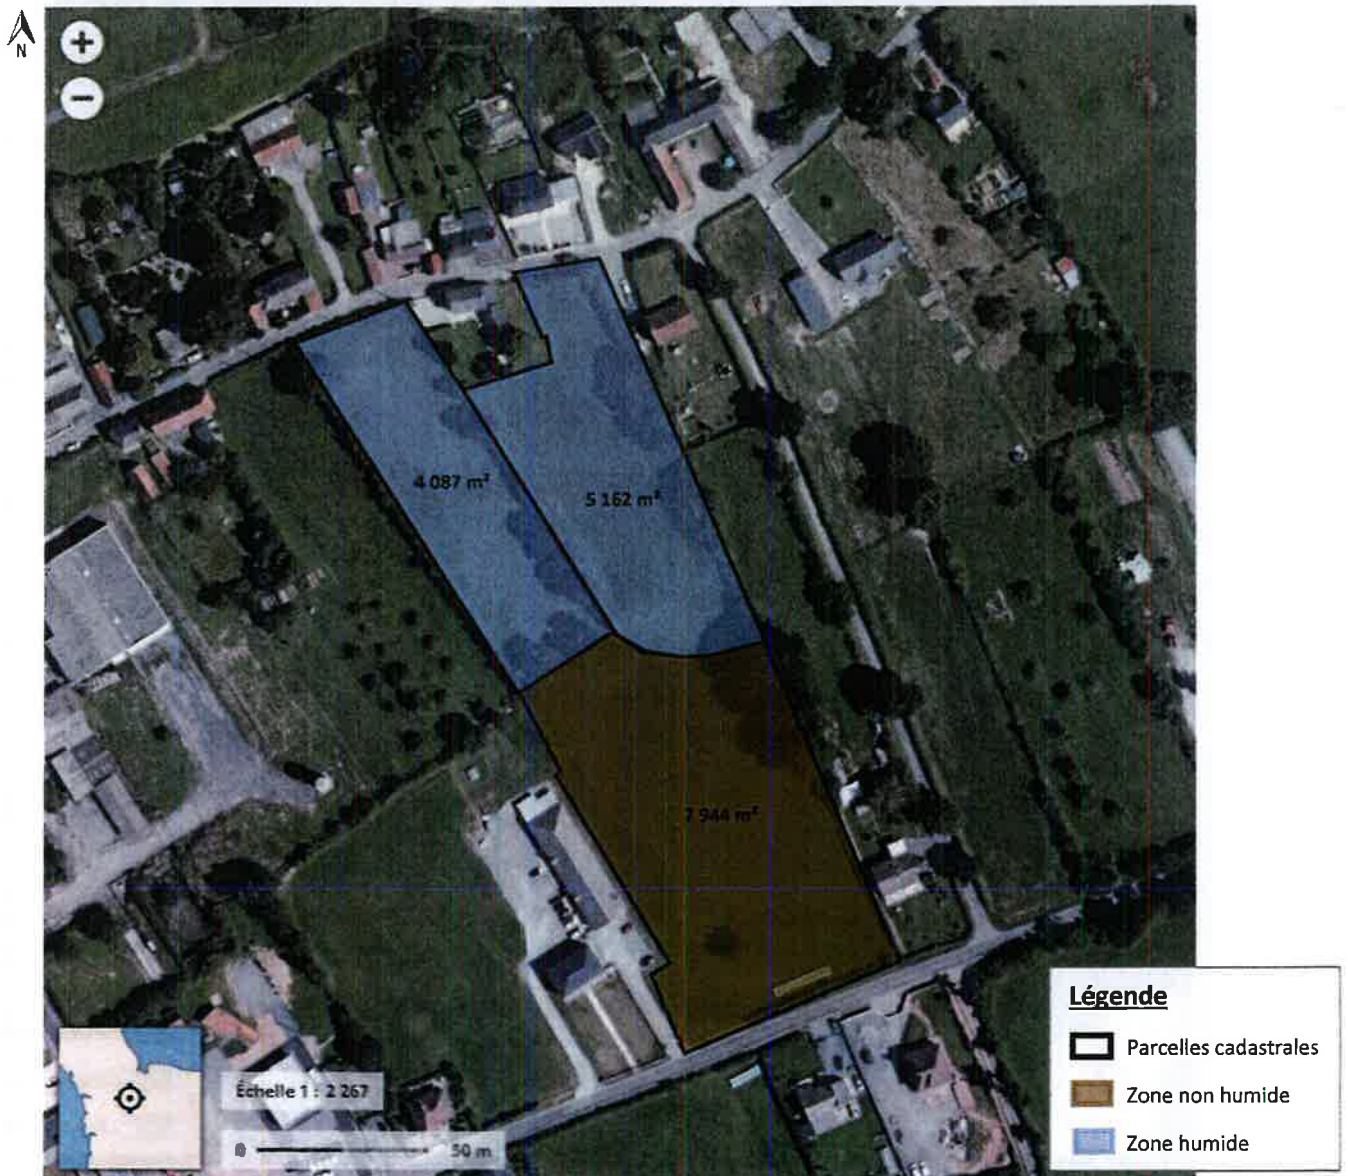 N
4 087 m²
5 162 m²
7 944 m²
Échelle 1 : 2 267
0 50 m
Légende
Parcelles cadastrales
Zone non humide
Zone humide